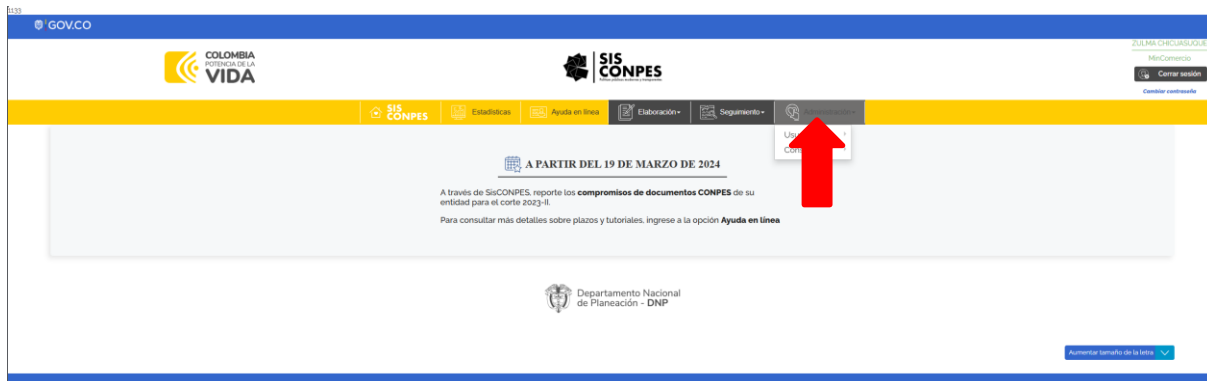 1133
GOV.CO
ZULMA CHICUASUQUE
MinComercio
Cerrar sesión
Cambiar contraseña
COLOMBIA
POTENCIA DE LA
VIDA
SIS
CONPES
SIS
CONPES
Estadísticas
Ayuda en línea
Elaboración
Seguimiento
A PARTIR DEL 19 DE MARZO DE 2024
A través de SisCONPES, reporte los compromisos de documentos CONPES de su
entidad para el corte 2023-II.
Para consultar más detalles sobre plazos y tutoriales, ingrese a la opción Ayuda en línea
Departamento Nacional
de Planeación - DNP
Aumentar tamaño de la letra